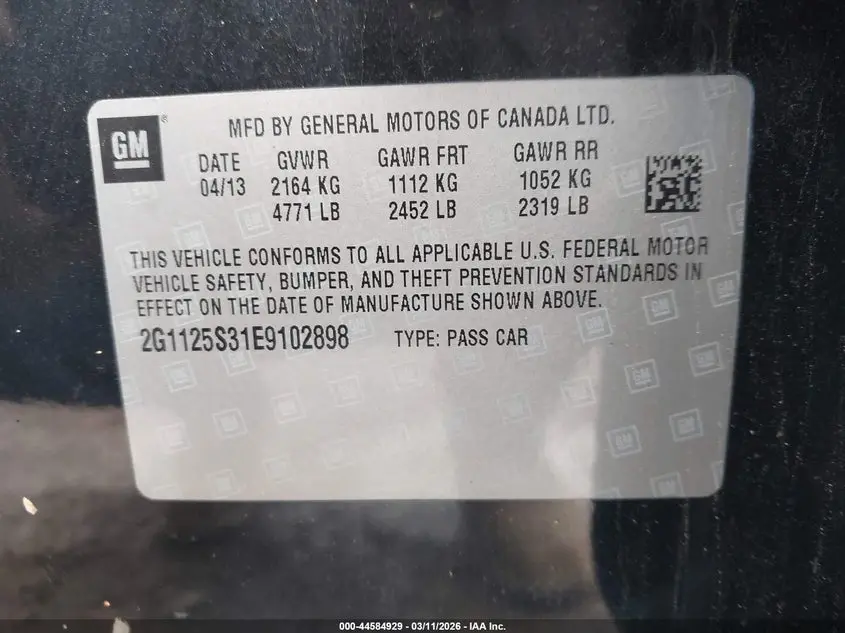 GM
MFD BY GENERAL MOTORS OF CANADA LTD.
DATE GVWR GAWR FRT GAWR RR
04/13 2164 KG 1112 KG 1052 KG
4771 LB 2452 LB 2319 LB
THIS VEHICLE CONFORMS TO ALL APPLICABLE U.S. FEDERAL MOTOR
VEHICLE SAFETY, BUMPER, AND THEFT PREVENTION STANDARDS IN
EFFECT ON THE DATE OF MANUFACTURE SHOWN ABOVE.
2G1125S31E9102898 TYPE: PASS CAR
000-44584929 | 03/11/2026 | IAA Inc.